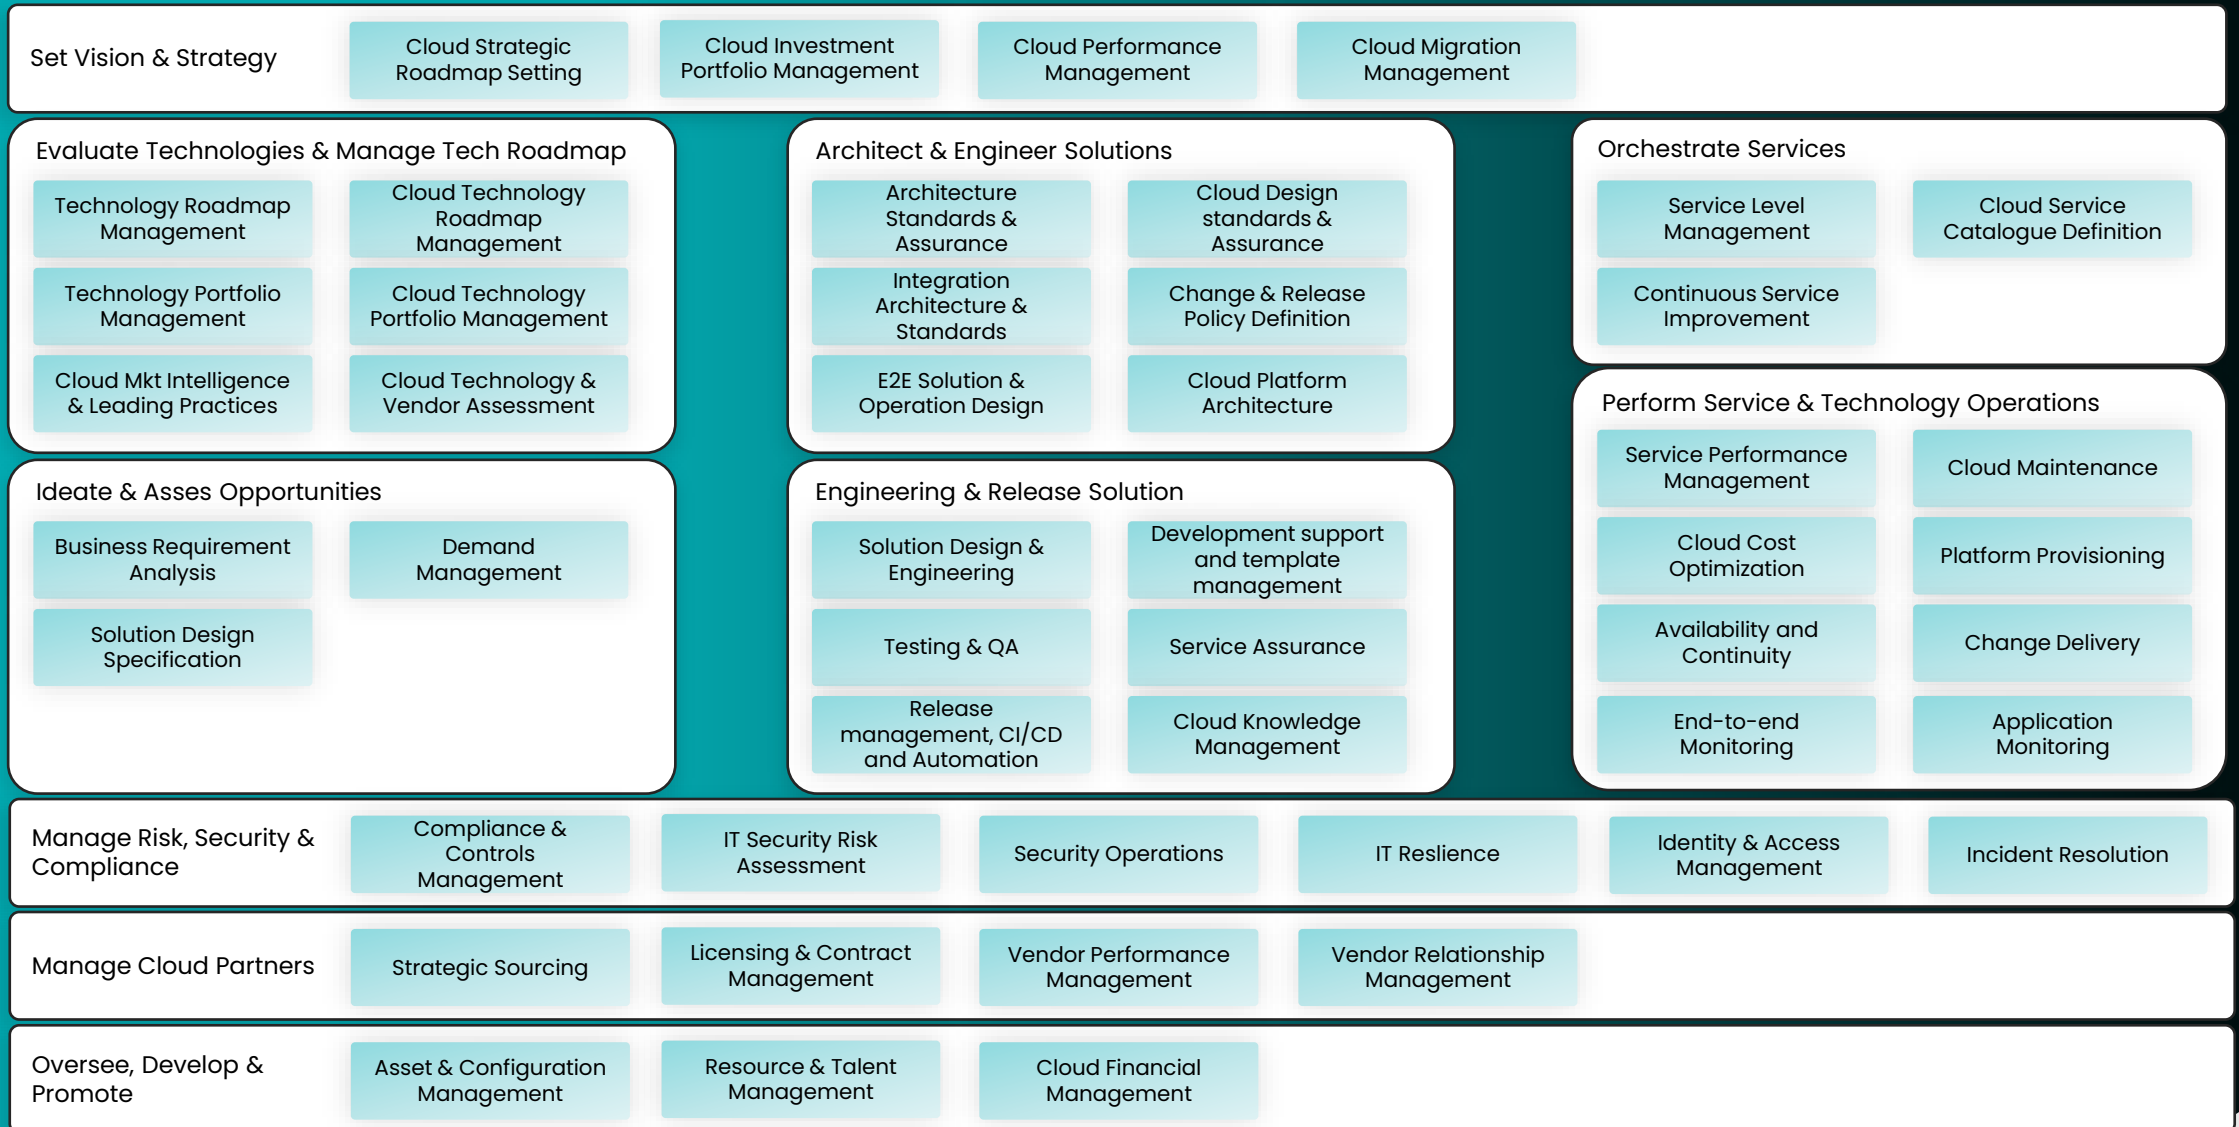 Set Vision & Strategy
Cloud Strategic
Roadmap Setting
Cloud Investment
Portfolio Management
Cloud Performance
Management
Cloud Migration
Management
Evaluate Technologies & Manage Tech Roadmap
Technology Roadmap
Management
Cloud Technology
Roadmap
Management
Technology Portfolio
Management
Cloud Technology
Portfolio Management
Cloud Mkt Intelligence
& Leading Practices
Cloud Technology &
Vendor Assessment
Architect & Engineer Solutions
Architecture
Standards &
Assurance
Cloud Design
standards &
Assurance
Integration
Architecture &
Standards
Change & Release
Policy Definition
E2E Solution &
Operation Design
Cloud Platform
Architecture
Orchestrate Services
Service Level
Management
Cloud Service
Catalogue Definition
Continuous Service
Improvement
Ideate & Asses Opportunities
Business Requirement
Analysis
Demand
Management
Solution Design
Specification
Engineering & Release Solution
Solution Design &
Engineering
Development support
and template
management
Testing & QA
Service Assurance
Release
management, CI/CD
and Automation
Cloud Knowledge
Management
Perform Service & Technology Operations
Service Performance
Management
Cloud Maintenance
Cloud Cost
Optimization
Platform Provisioning
Availability and
Continuity
Change Delivery
End-to-end
Monitoring
Application
Monitoring
Manage Risk, Security &
Compliance
Compliance &
Controls
Management
IT Security Risk
Assessment
Security Operations
IT Reslience
Identity & Access
Management
Incident Resolution
Manage Cloud Partners
Strategic Sourcing
Licensing & Contract
Management
Vendor Performance
Management
Vendor Relationship
Management
Oversee, Develop &
Promote
Asset & Configuration
Management
Resource & Talent
Management
Cloud Financial
Management